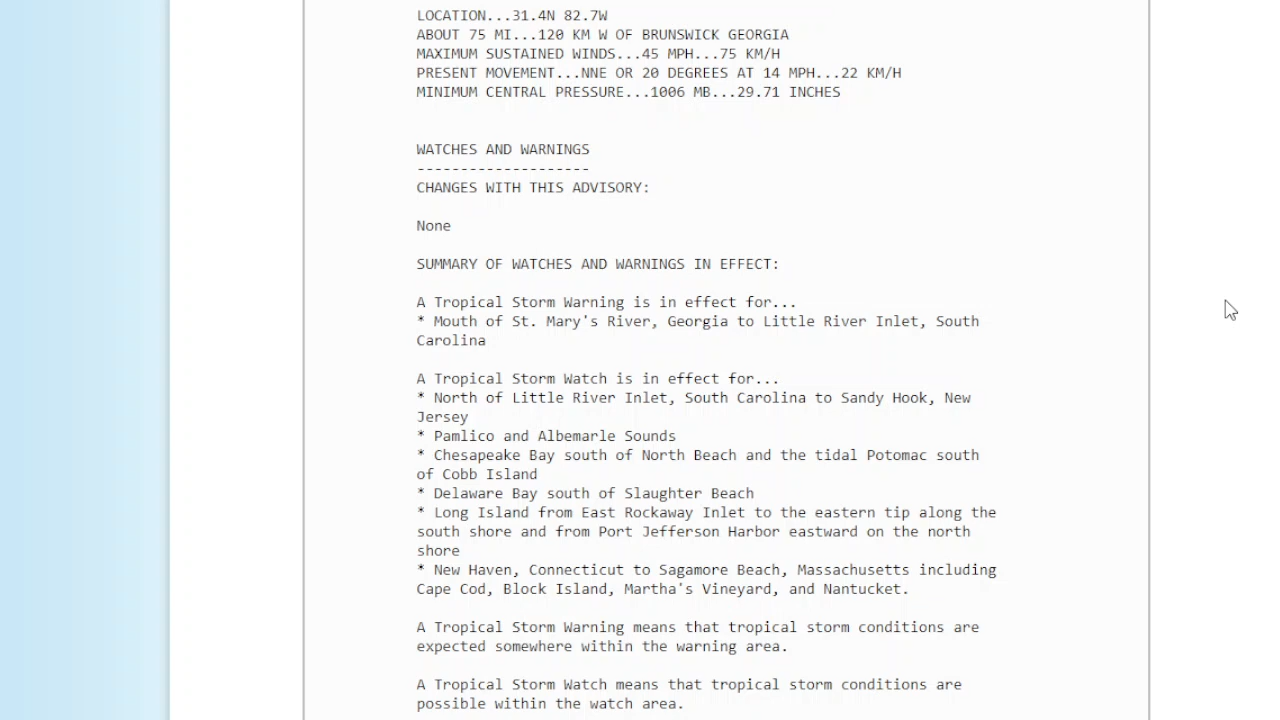 LOCATION...31.4N 82.7W
ABOUT 75 MI...120 KM W OF BRUNSWICK GEORGIA
MAXIMUM SUSTAINED WINDS...45 MPH...75 KM/H
PRESENT MOVEMENT...NNE OR 20 DEGREES AT 14 MPH...22 KM/H
MINIMUM CENTRAL PRESSURE...1006 MB...29.71 INCHES
WATCHES AND WARNINGS
--------------------
CHANGES WITH THIS ADVISORY:
None
SUMMARY OF WATCHES AND WARNINGS IN EFFECT:
A Tropical Storm Warning is in effect for...
* Mouth of St. Mary's River, Georgia to Little River Inlet, South
Carolina
A Tropical Storm Watch is in effect for...
* North of Little River Inlet, South Carolina to Sandy Hook, New
Jersey
* Pamlico and Albemarle Sounds
* Chesapeake Bay south of North Beach and the tidal Potomac south
of Cobb Island
* Delaware Bay south of Slaughter Beach
* Long Island from East Rockaway Inlet to the eastern tip along the
south shore and from Port Jefferson Harbor eastward on the north
shore
* New Haven, Connecticut to Sagamore Beach, Massachusetts including
Cape Cod, Block Island, Martha's Vineyard, and Nantucket.
A Tropical Storm Warning means that tropical storm conditions are
expected somewhere within the warning area.
A Tropical Storm Watch means that tropical storm conditions are
possible within the watch area.